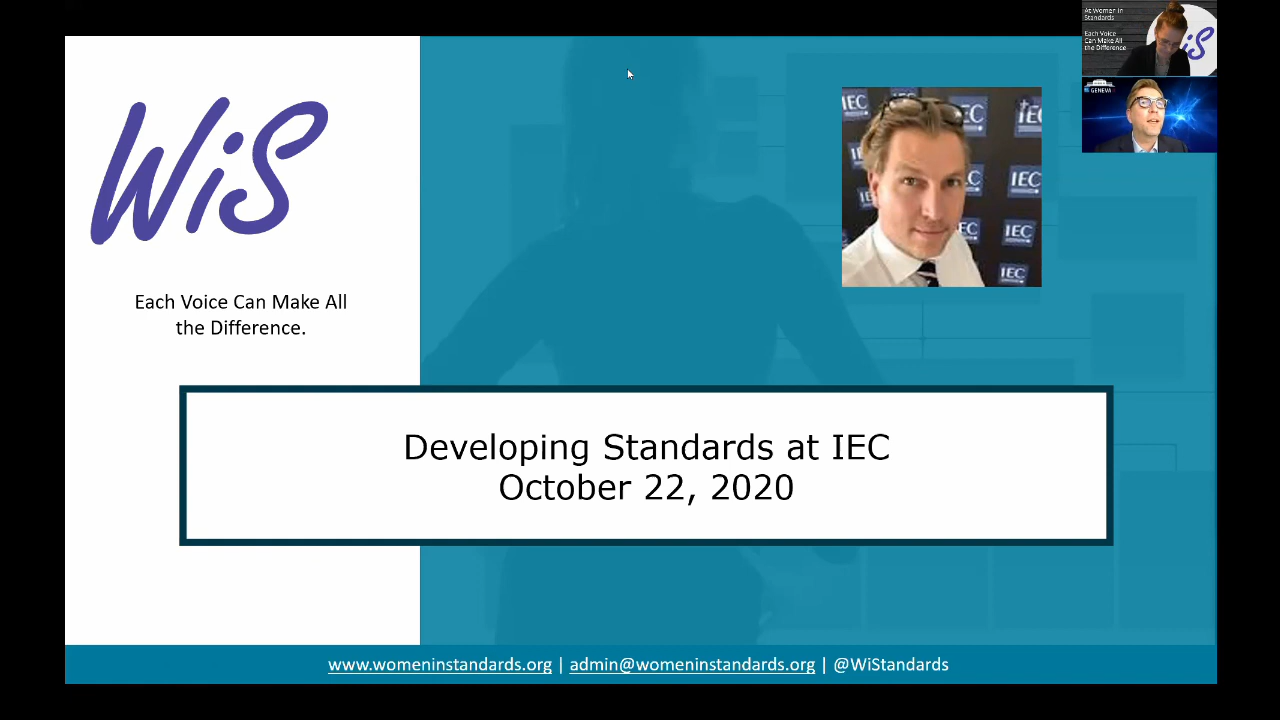 WiS
Each Voice Can Make All
the Difference.
At Women in
Standards
Each Voice
Can Make All
the Difference
iS
GENEVA
IEC
IEC
IEC
IEC
IEC
Developing Standards at IEC
October 22, 2020
www.womeninstandards.org | admin@womeninstandards.org | @WiStandards